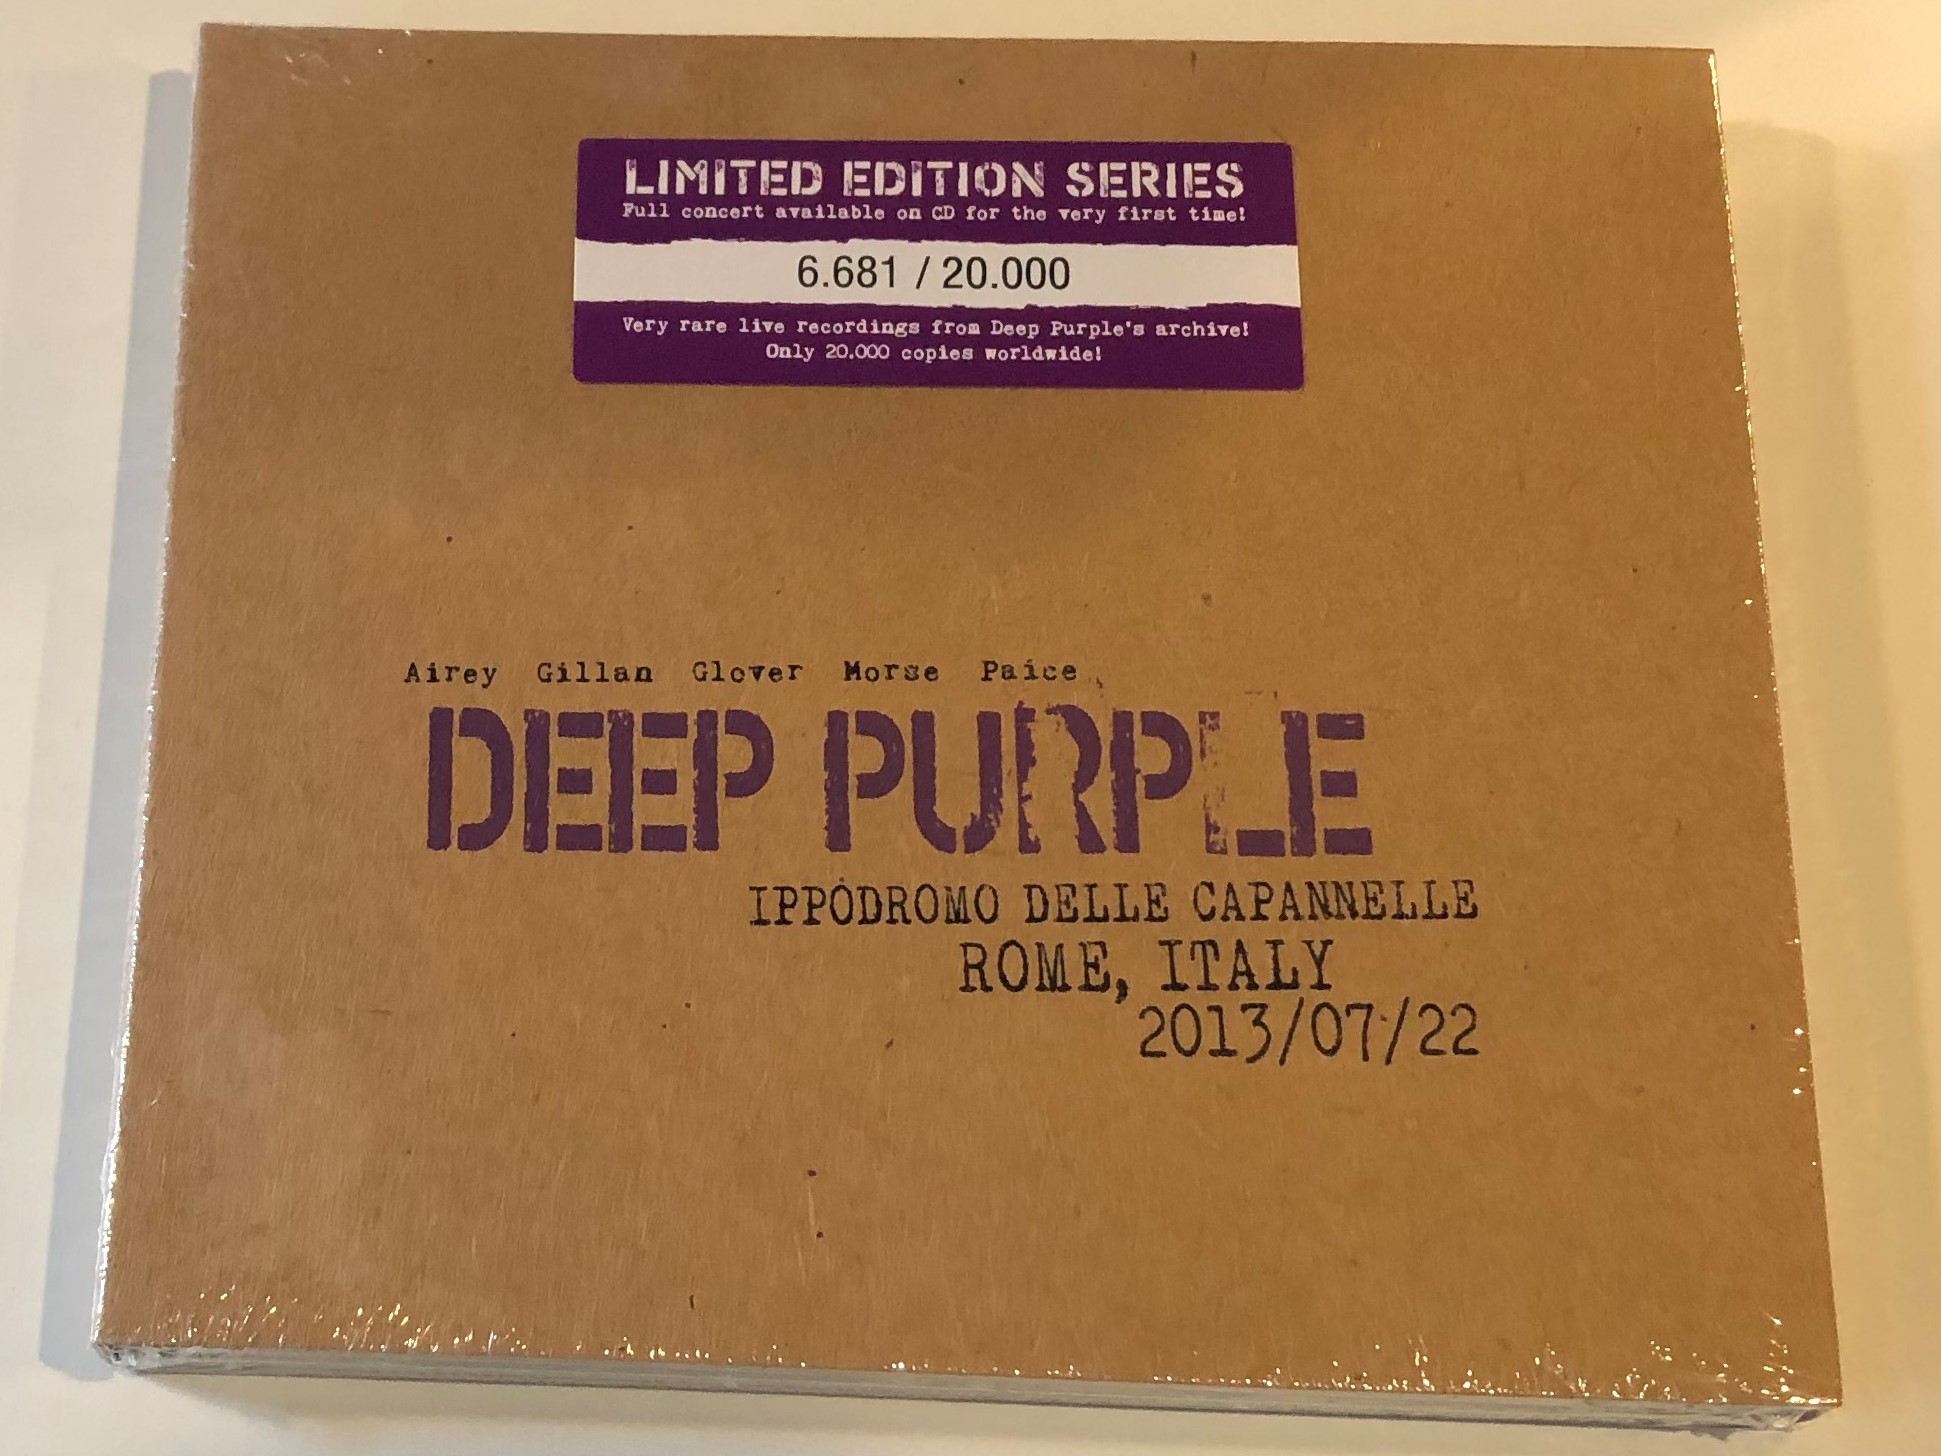 LIMITED EDITION SERIES
Full concert available on CD for the very first time!
6.681 / 20.000
Very rare live recordings from Deep Purple's archive!
Only 20.000 copies worldwide!
Airey Gillan Glover Morse Paice
DEEP PURPLE
IPPÒDROMO DELLE CAPANNELLE
ROME, ITALY
2013/07/22